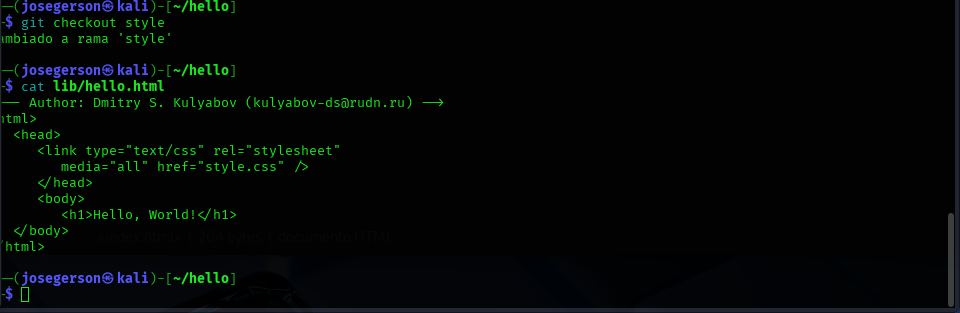 ──(josegerson㉿kali)-[~/hello]
─$ git checkout style
ambiado a rama 'style'
──(josegerson㉿kali)-[~/hello]
─$ cat lib/hello.html
── Author: Dmitry S. Kulyabov (kulyabov-ds@rudn.ru) -->
html>
<head>
<link type="text/css" rel="stylesheet"
media="all" href="style.css" />
</head>
<body>
<h1>Hello, World!</h1>
</body>
/html>
──(josegerson㉿kali)-[~/hello]
─$